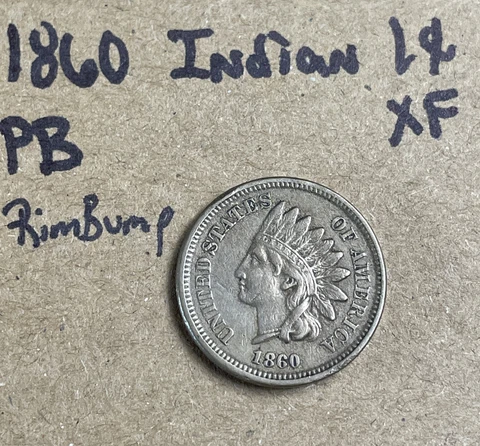 1860 Indian 1¢
XF
PB
RimBump
UNITED STATES OF AMERICA
1860